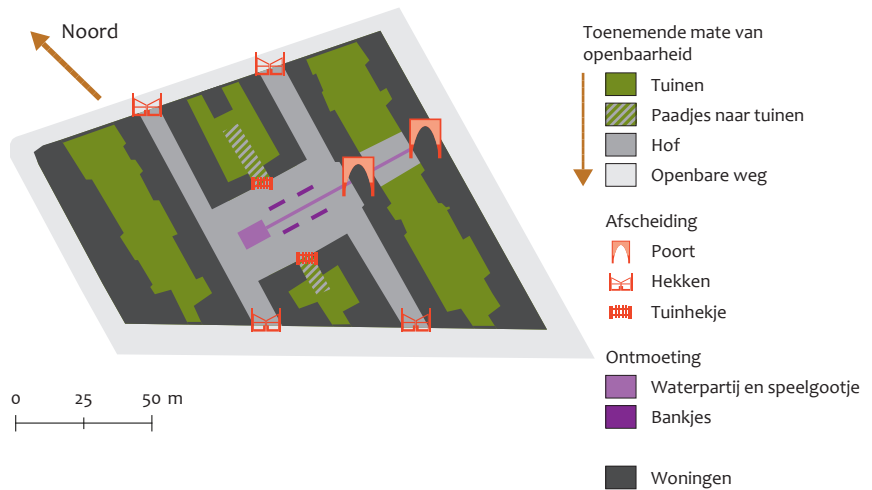 Noord
Toenemende mate van
openbaarheid
Tuinen
Paadjes naar tuinen
Hof
Openbare weg
Afscheiding
Poort
Hekken
Tuinhekje
Ontmoeting
Waterpartij en speelgootje
Bankjes
Woningen
0 25 50 m